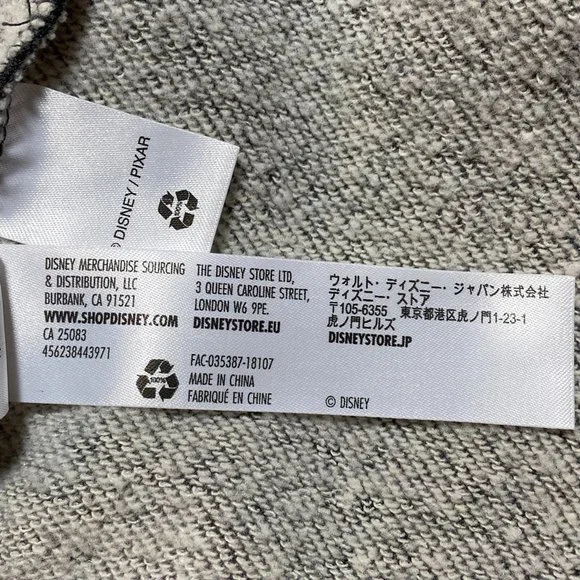 © DISNEY / PIXAR
100%
DISNEY MERCHANDISE SOURCING
& DISTRIBUTION, LLC
BURBANK, CA 91521
WWW.SHOPDISNEY.COM
CA 25083
456238443971
100%
THE DISNEY STORE LTD,
3 QUEEN CAROLINE STREET,
LONDON W6 9PE.
DISNEYSTORE.EU
FAC-035387-18107
MADE IN CHINA
FABRIQUÉ EN CHINE
ウォルト・ディズニー・ジャパン株式会社
ディズニー・ストア
〒105-6355 東京都港区虎ノ門1-23-1
虎ノ門ヒルズ
DISNEYSTORE.JP
© DISNEY